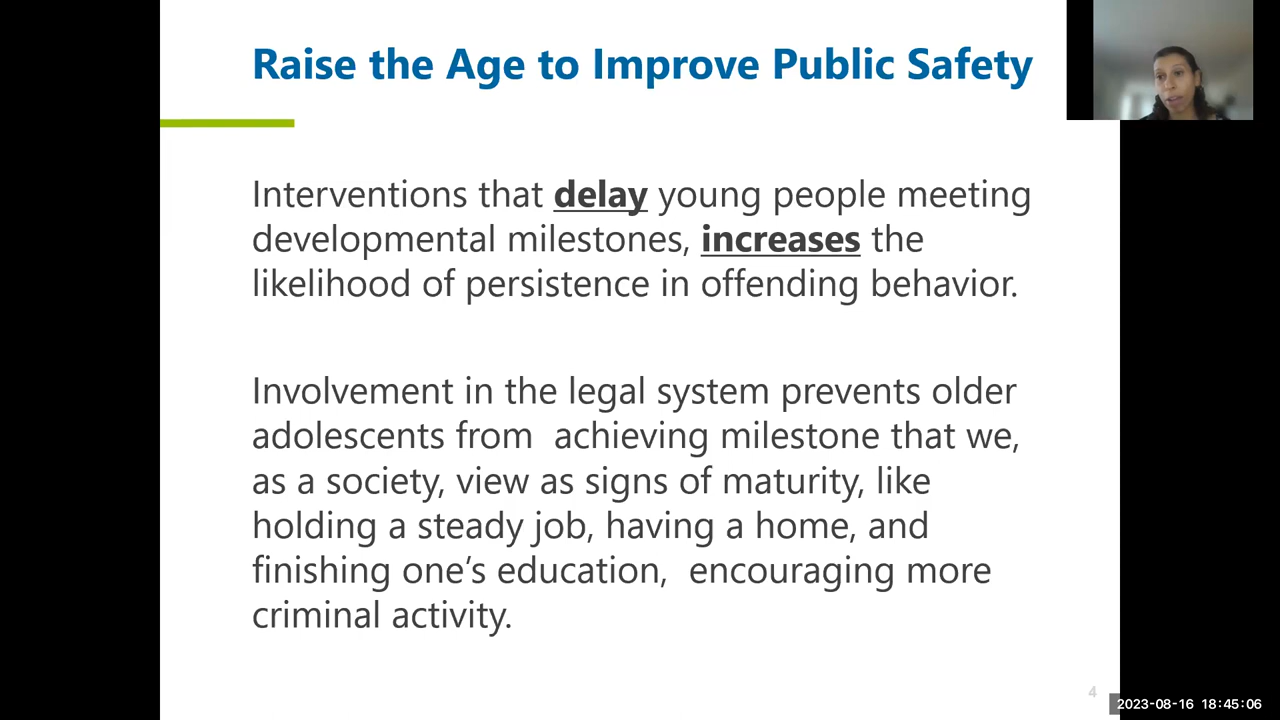 Raise the Age to Improve Public Safety
Interventions that delay young people meeting
developmental milestones, increases the
likelihood of persistence in offending behavior.
Involvement in the legal system prevents older
adolescents from  achieving milestone that we,
as a society, view as signs of maturity, like
holding a steady job, having a home, and
finishing one’s education,  encouraging more
criminal activity.
4
2023-08-16 18:45:06